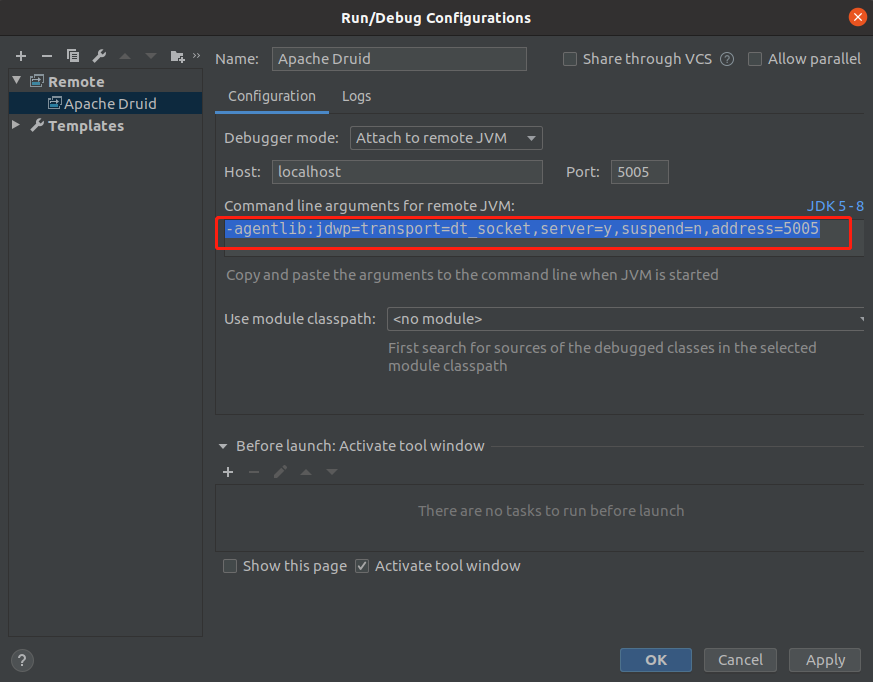 Run/Debug Configurations
Name: Apache Druid Share through VCS ? Allow parallel
Remote
Apache Druid
Templates
Configuration Logs
Debugger mode: Attach to remote JVM
Host: localhost Port: 5005
Command line arguments for remote JVM: JDK 5 - 8
-agentlib:jdwp=transport=dt_socket,server=y,suspend=n,address=5005
Copy and paste the arguments to the command line when JVM is started
Use module classpath: <no module>
First search for sources of the debugged classes in the selected
module classpath
Before launch: Activate tool window
There are no tasks to run before launch
Show this page Activate tool window
? OK Cancel Apply